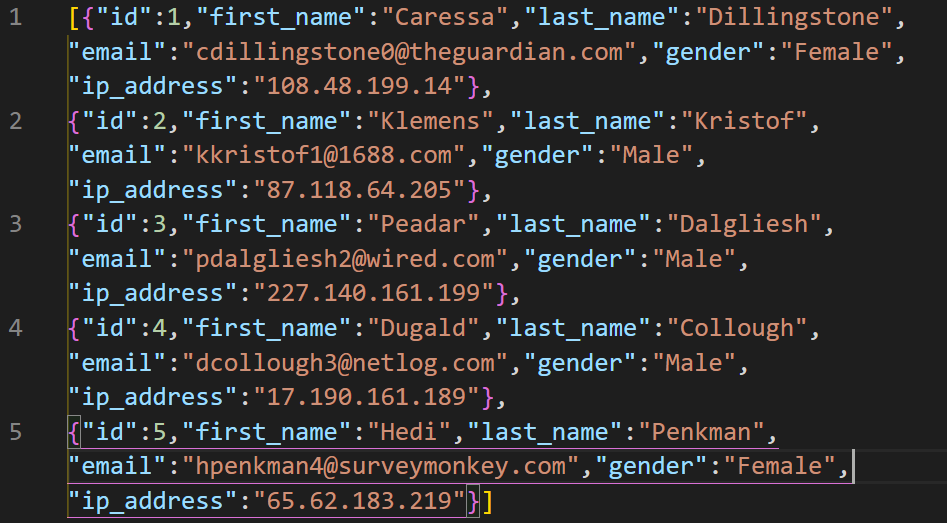 1 [{"id":1,"first_name":"Caressa","last_name":"Dillingstone",
"email":"cdillingstone0@theguardian.com","gender":"Female",
"ip_address":"108.48.199.14"},
2 {"id":2,"first_name":"Klemens","last_name":"Kristof",
"email":"kkristof1@1688.com","gender":"Male",
"ip_address":"87.118.64.205"},
3 {"id":3,"first_name":"Peadar","last_name":"Dalgliesh",
"email":"pdalgliesh2@wired.com","gender":"Male",
"ip_address":"227.140.161.199"},
4 {"id":4,"first_name":"Dugald","last_name":"Collough",
"email":"dcollough3@netlog.com","gender":"Male",
"ip_address":"17.190.161.189"},
5 {"id":5,"first_name":"Hedi","last_name":"Penkman",
"email":"hpenkman4@surveymonkey.com","gender":"Female",
"ip_address":"65.62.183.219"}]